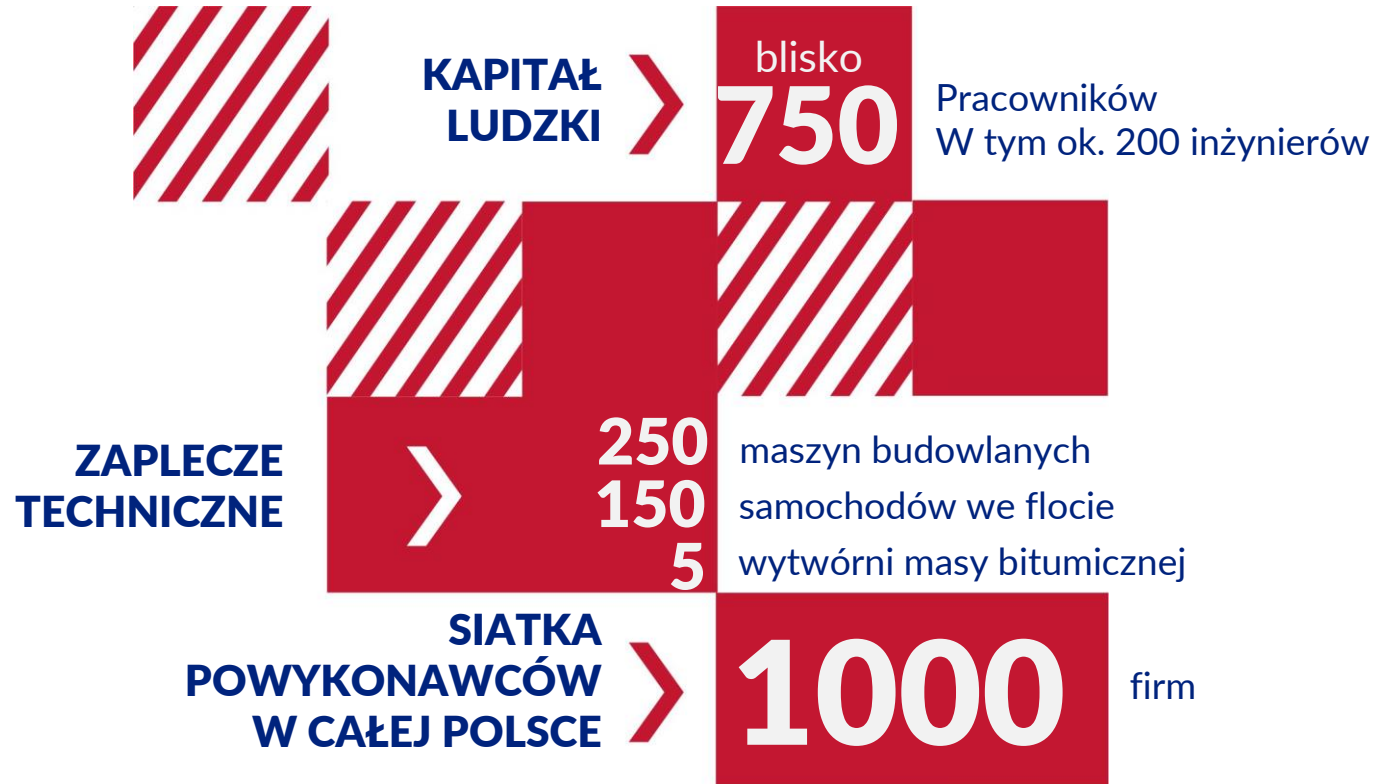 KAPITAŁ
LUDZKI
blisko
750
Pracowników
W tym ok. 200 inżynierów
ZAPLECZE
TECHNICZNE
250 maszyn budowlanych
150 samochodów we flocie
5 wytwórni masy bitumicznej
SIATKA
POWYKONAWCÓW
W CAŁEJ POLSCE
1000
firm